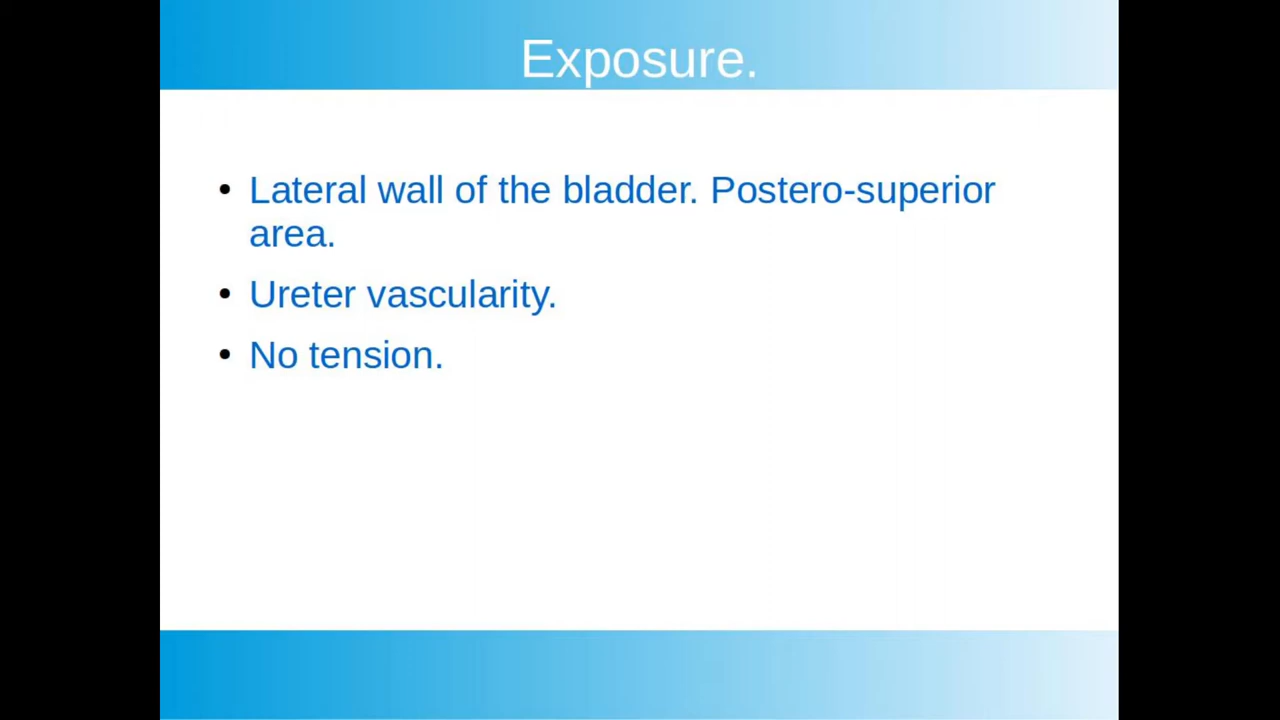 Exposure.
• Lateral wall of the bladder. Postero-superior
area.
• Ureter vascularity.
• No tension.